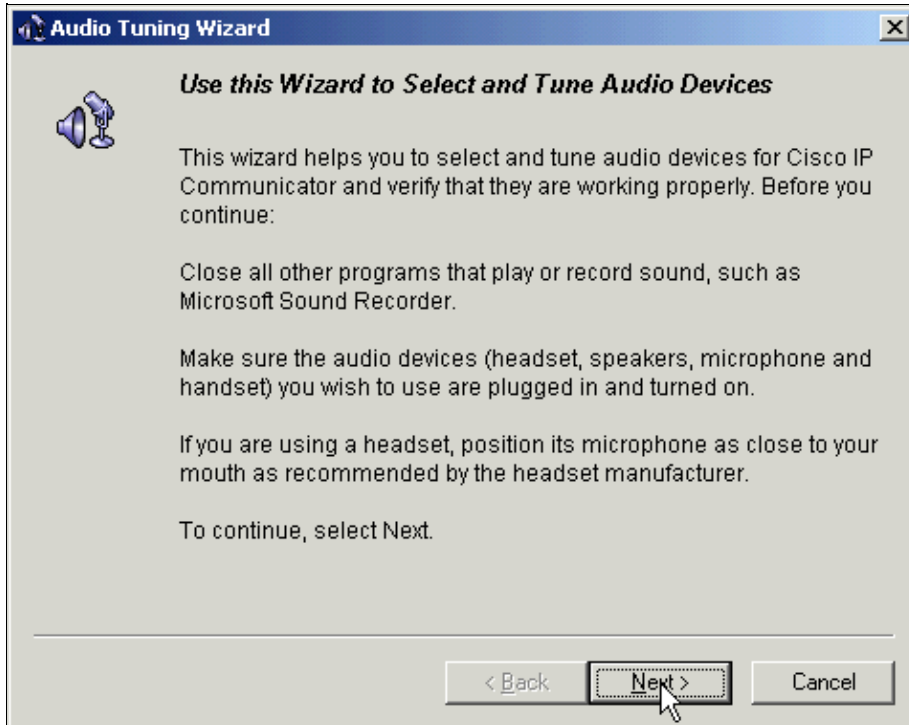 Audio Tuning Wizard
Use this Wizard to Select and Tune Audio Devices
This wizard helps you to select and tune audio devices for Cisco IP
Communicator and verify that they are working properly. Before you
continue:
Close all other programs that play or record sound, such as
Microsoft Sound Recorder.
Make sure the audio devices (headset, speakers, microphone and
handset) you wish to use are plugged in and turned on.
If you are using a headset, position its microphone as close to your
mouth as recommended by the headset manufacturer.
To continue, select Next.
< Back
Next >
Cancel